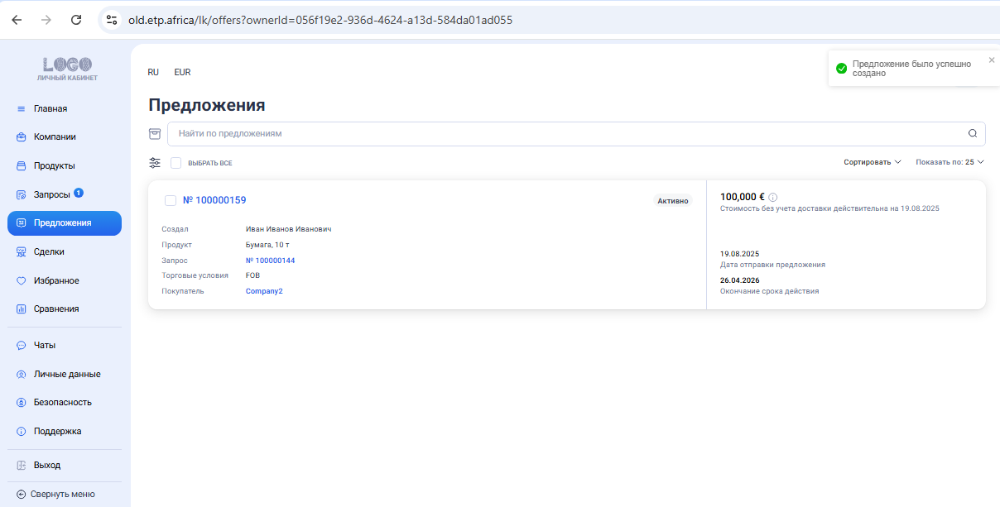 old.etp.africa/lk/offers?ownerId=056f19e2-936d-4624-a13d-584da01ad055
LOGO
ЛИЧНЫЙ КАБИНЕТ
Главная
Компании
Продукты
Запросы 1
Предложения
Сделки
Избранное
Сравнения
Чаты
Личные данные
Безопасность
Поддержка
Выход
Свернуть меню
RU EUR
Предложение было успешно
создано
Предложения
Найти по предложениям
ВЫБРАТЬ ВСЕ
Сортировать
Показать по: 25
№ 100000159
Активно
Создал Иван Иванов Иванович
Продукт Бумага, 10 т
Запрос № 100000144
Торговые условия FOB
Покупатель Company2
100,000 €
Стоимость без учета доставки действительна на 19.08.2025
19.08.2025
Дата отправки предложения
26.04.2026
Окончание срока действия